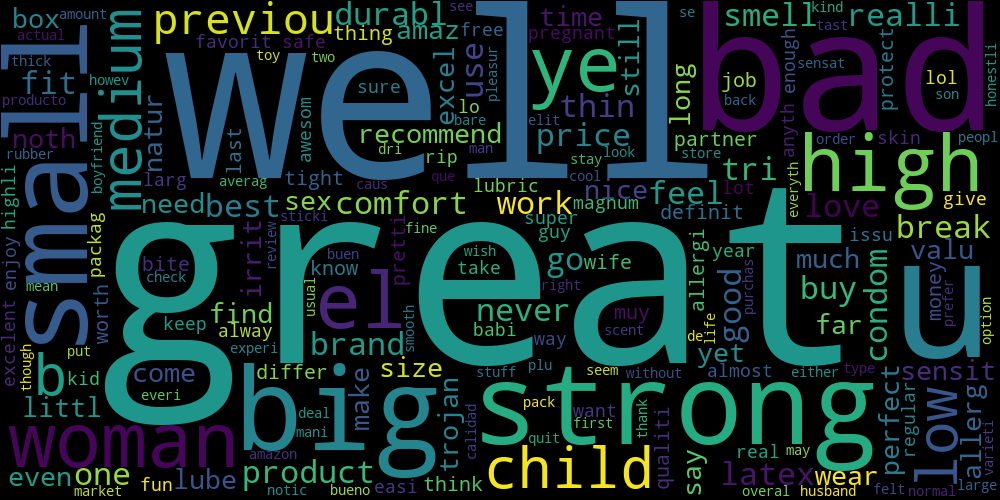 box amount previou durabl amaz time kind smell realli
actual favorit safe thing free see pregnant se tast
small thick fit medium natur well toy two sure excel use pleasur ye still long bad job lol sensat protect honestli
producto howev last awesom lo bare elit thin back son enough
noth recommend rip man stay price look partner store order skin peopl
rubber boyfriend larg averag tight dri caus que cool tri anyth high
highli need best sex comfort lubric work nice magnum feel lot everyth love give
enjoy packag sticki super guy definit issu break
excelent bite irrit review pretti fine wish take go wife allergi year much valu
mean check know buen el great right money u
worth keep find usual smooth never muy babi scent good purchas buy condom prefer option
though alway experi brand way de life far
put b kid come everi differ size stuff plu seem without yet almost either type sensit
littl big make trojan pack strong want qualiti perfect regular low allerg
woman deal mani calidad quit first thank say real may
even one lube product easi think child latex wear varieti
market fun amazon notic bueno overal husband felt normal large